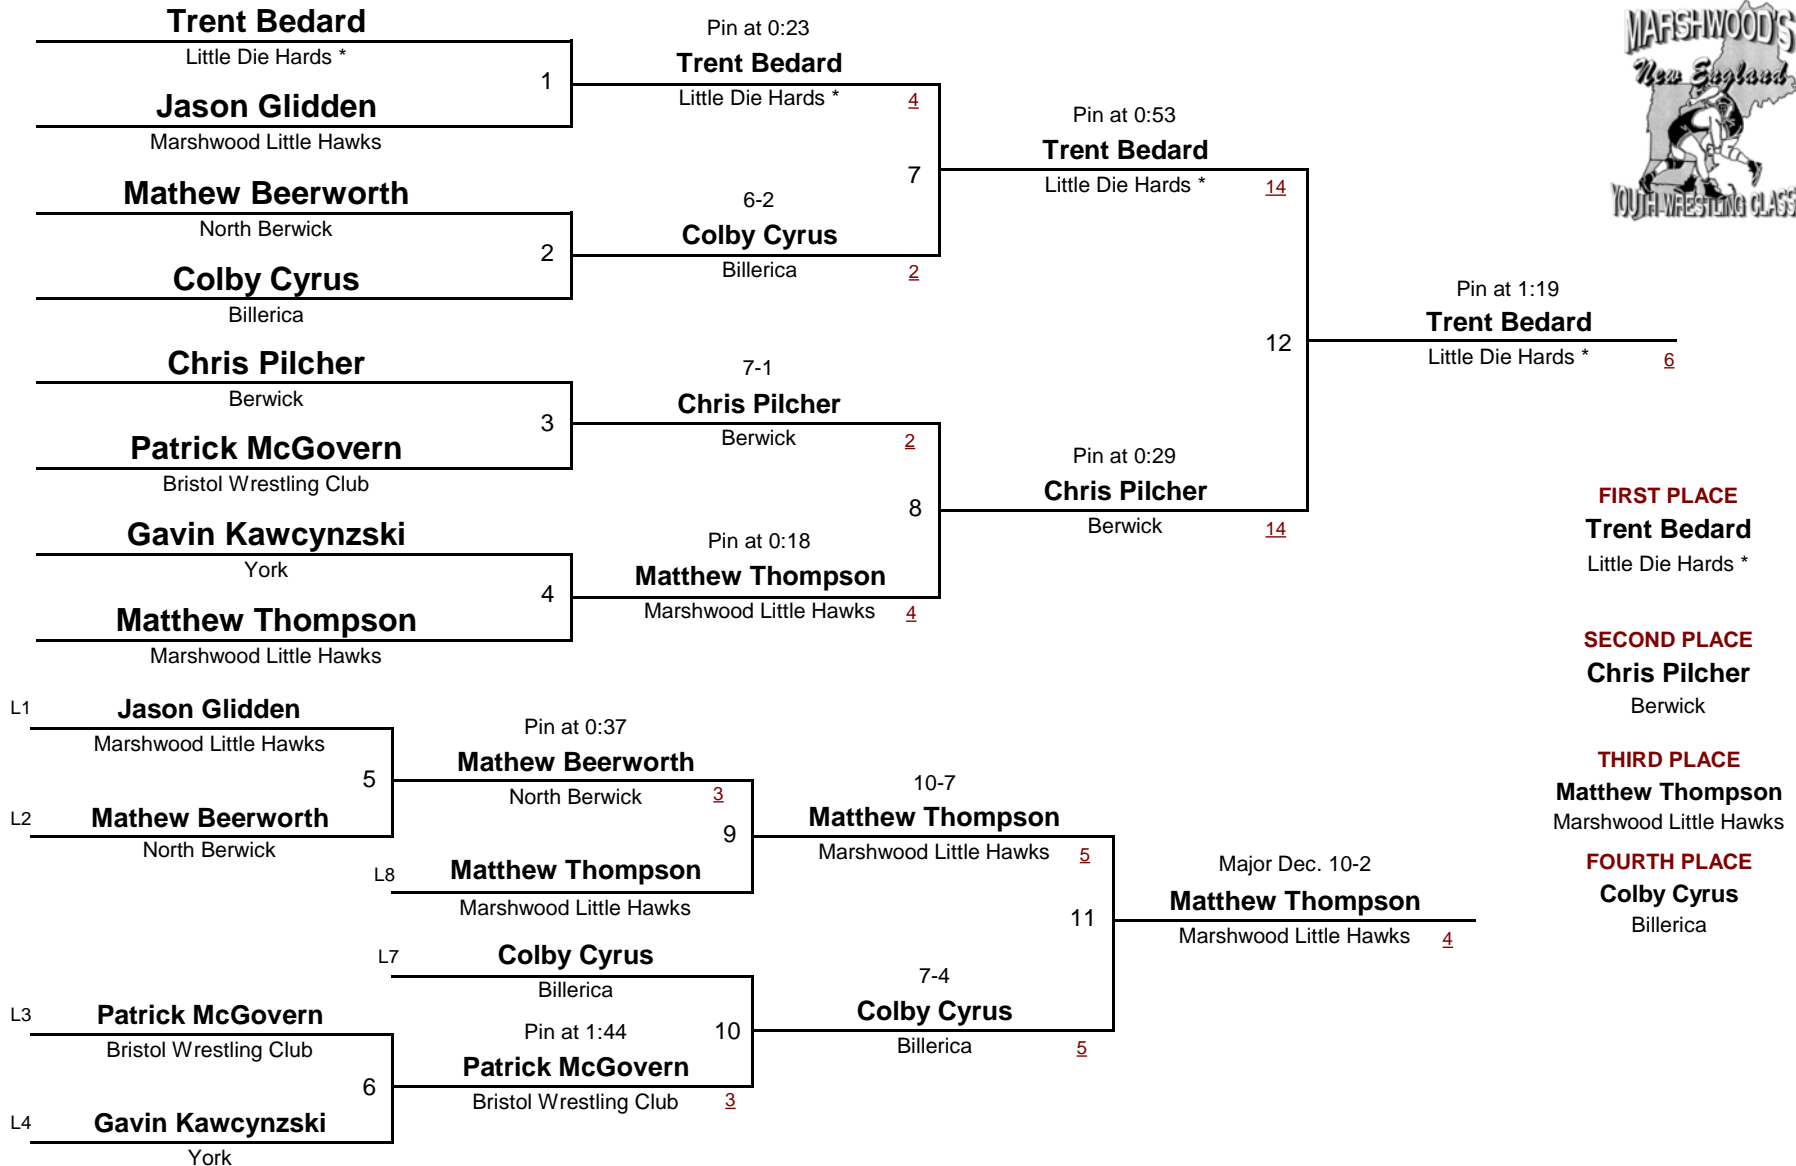 Trent Bedard
Little Die Hards *
1
Jason Glidden
Marshwood Little Hawks
Mathew Beerworth
North Berwick
2
Colby Cyrus
Billerica
Chris Pilcher
Berwick
3
Patrick McGovern
Bristol Wrestling Club
Gavin Kawcynzski
York
4
Matthew Thompson
Marshwood Little Hawks
Pin at 0:23
Trent Bedard
Little Die Hards *
4
7
6-2
Colby Cyrus
Billerica
2
7-1
Chris Pilcher
Berwick
2
8
Pin at 0:18
Matthew Thompson
Marshwood Little Hawks
4
Pin at 0:53
Trent Bedard
Little Die Hards *
14
12
Pin at 0:29
Chris Pilcher
Berwick
14
Pin at 1:19
Trent Bedard
Little Die Hards *
6
MARSHWOOD'S
New England
YOUTH WRESTLING CLASS
FIRST PLACE
Trent Bedard
Little Die Hards *
SECOND PLACE
Chris Pilcher
Berwick
THIRD PLACE
Matthew Thompson
Marshwood Little Hawks
FOURTH PLACE
Colby Cyrus
Billerica
L1
Jason Glidden
Marshwood Little Hawks
5
L2
Mathew Beerworth
North Berwick
Pin at 0:37
Mathew Beerworth
North Berwick
3
9
L8
Matthew Thompson
Marshwood Little Hawks
L7
Colby Cyrus
Billerica
10
Pin at 1:44
Patrick McGovern
Bristol Wrestling Club
3
L3
Patrick McGovern
Bristol Wrestling Club
6
L4
Gavin Kawcynzski
York
10-7
Matthew Thompson
Marshwood Little Hawks
5
11
7-4
Colby Cyrus
Billerica
5
Major Dec. 10-2
Matthew Thompson
Marshwood Little Hawks
4